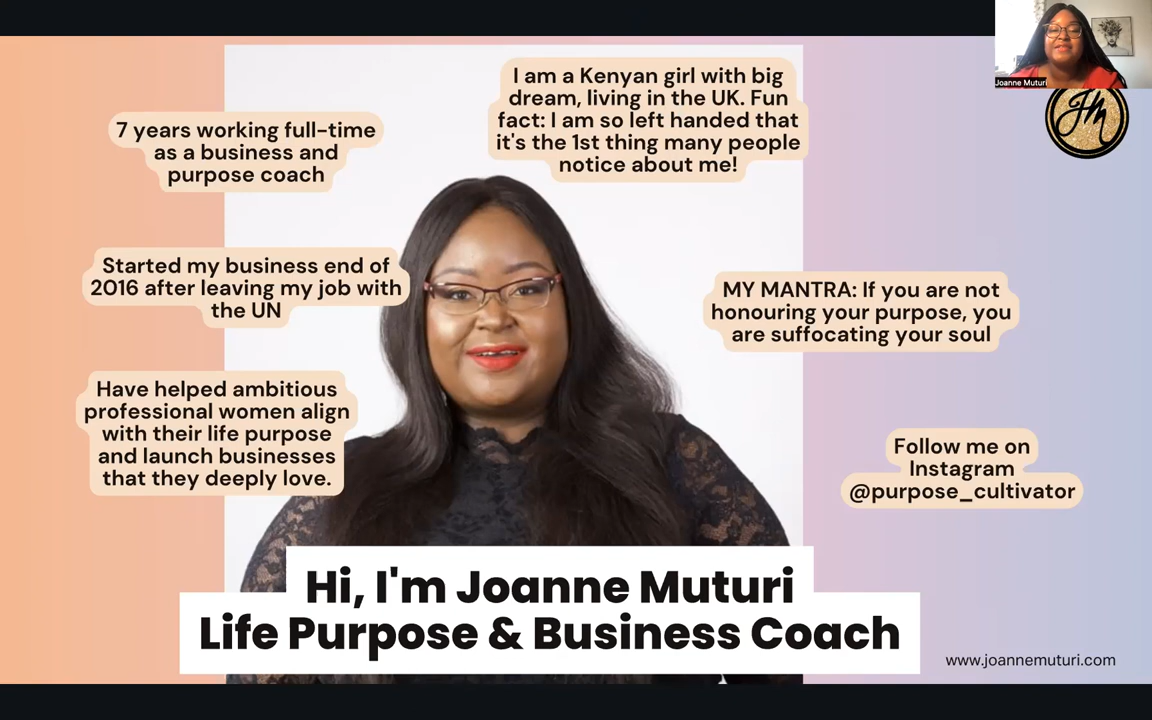 Joanne Muturi
JM
I am a Kenyan girl with big
dream, living in the UK. Fun
fact: I am so left handed that
it's the 1st thing many people
notice about me!
7 years working full-time
as a business and
purpose coach
Started my business end of
2016 after leaving my job with
the UN
MY MANTRA: If you are not
honouring your purpose, you
are suffocating your soul
Have helped ambitious
professional women align
with their life purpose
and launch businesses
that they deeply love.
Follow me on
Instagram
@purpose_cultivator
Hi, I'm Joanne Muturi
Life Purpose & Business Coach
www.joannemuturi.com